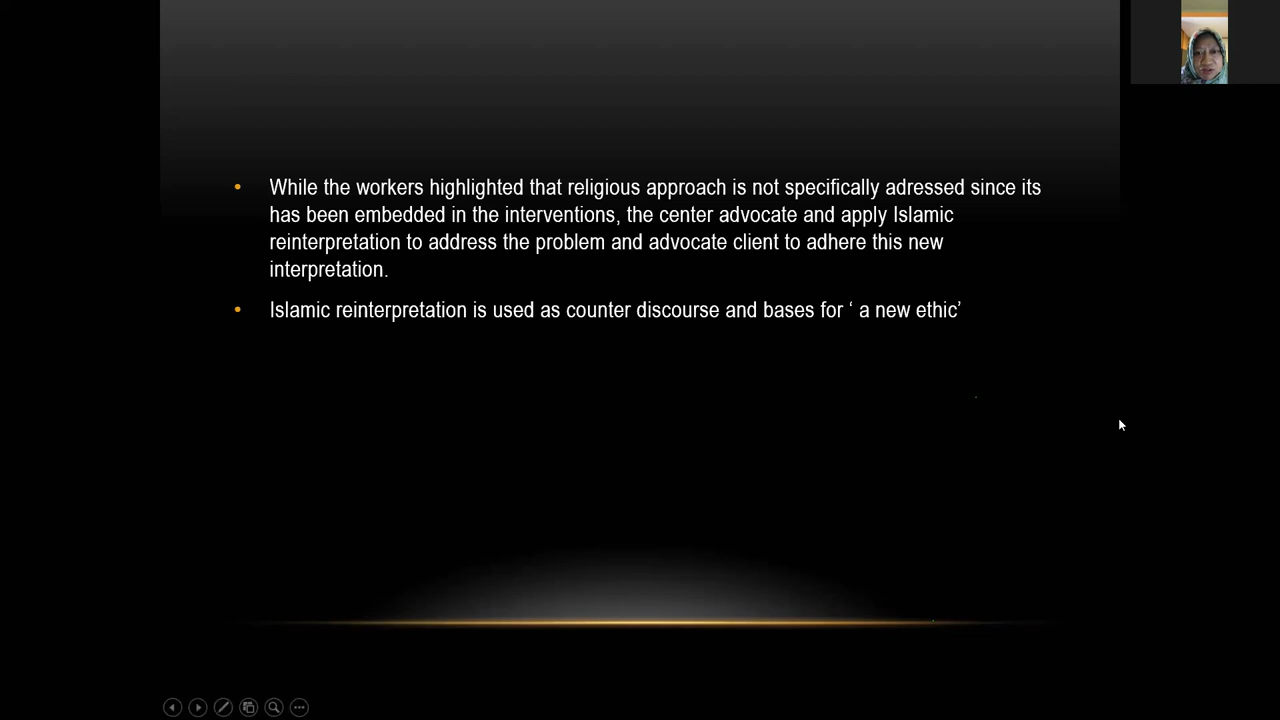 • While the workers highlighted that religious approach is not specifically adressed since its
has been embedded in the interventions, the center advocate and apply Islamic
reinterpretation to address the problem and advocate client to adhere this new
interpretation.
• Islamic reinterpretation is used as counter discourse and bases for ‘ a new ethic’